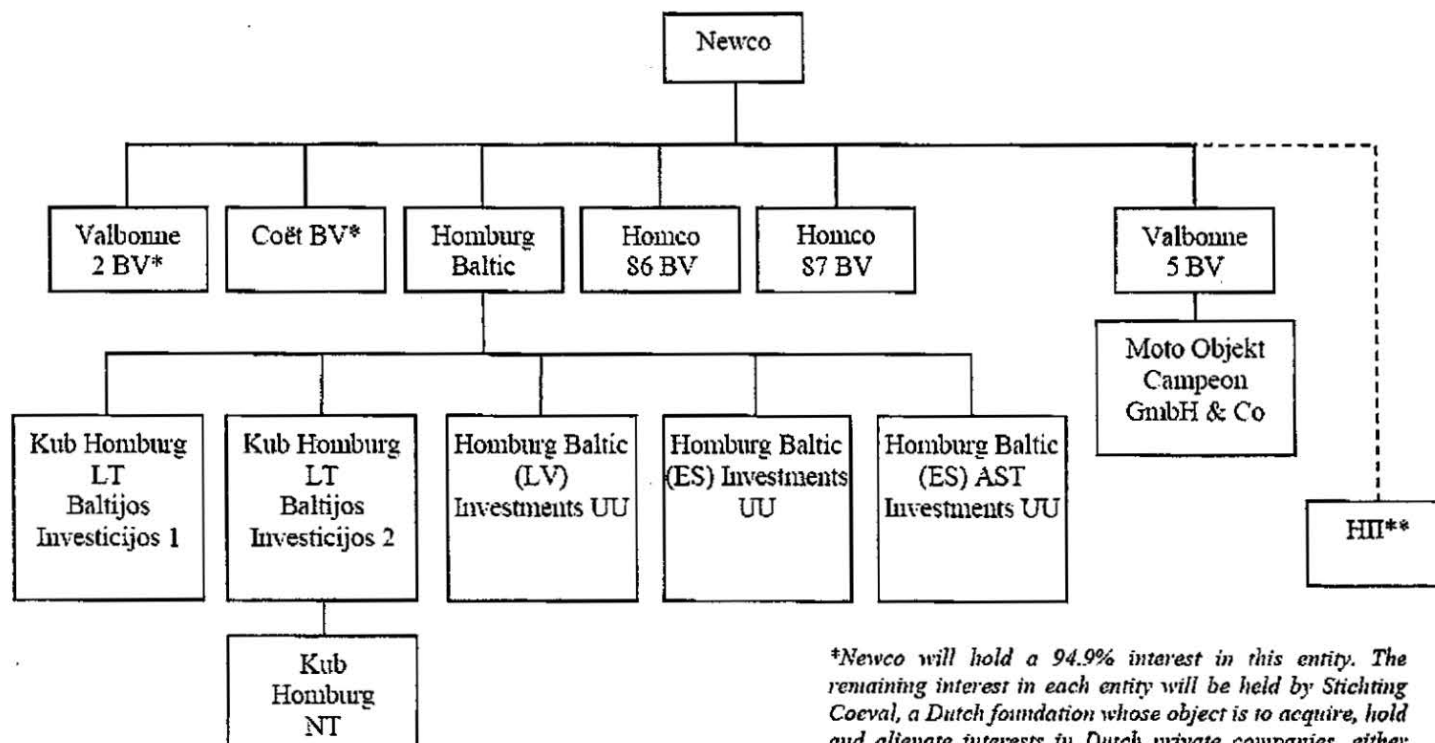 Newco
Valbonne
2 BV*
Coët BV*
Homburg
Baltic
Homco
86 BV
Homco
87 BV
Valbonne
5 BV
Moto Objekt
Campeon
GmbH & Co
Kub Homburg
LT
Baltijos
Investicijos 1
Kub Homburg
LT
Baltijos
Investicijos 2
Homburg Baltic
(LV)
Investments UU
Homburg Baltic
(ES) Investments
UU
Homburg Baltic
(ES) AST
Investments UU
HII**
Kub
Homburg
NT
*Newco will hold a 94.9% interest in this entity. The
remaining interest in each entity will be held by Stichting
Coeval, a Dutch foundation whose object is to acquire, hold
and alienate interests in Dutch private companies, either